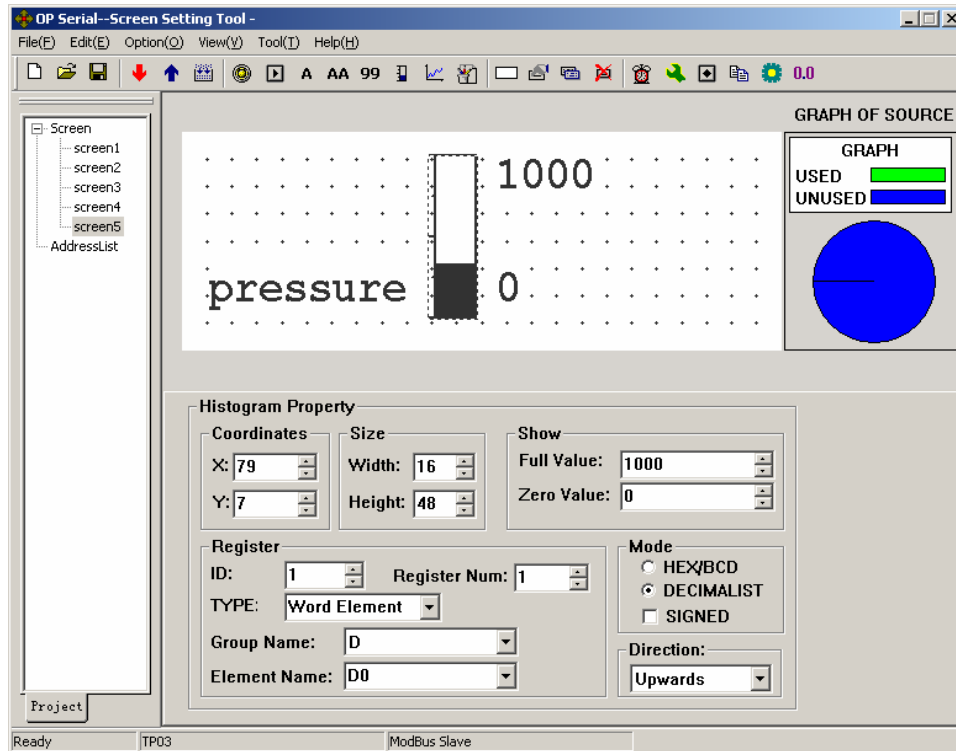 OP Serial--Screen Setting Tool -
File(F) Edit(E) Option(O) View(V) Tool(T) Help(H)
A AA 99 0.0
Screen
screen1
screen2
screen3
screen4
screen5
AddressList
Project
GRAPH OF SOURCE
GRAPH
USED
UNUSED
1000
pressure 0
Histogram Property
Coordinates
X: 79
Y: 7
Size
Width: 16
Height: 48
Show
Full Value: 1000
Zero Value: 0
Register
ID: 1 Register Num: 1
TYPE: Word Element
Group Name: D
Element Name: D0
Mode
HEX/BCD
DECIMALIST
SIGNED
Direction:
Upwards
Ready TP03 ModBus Slave